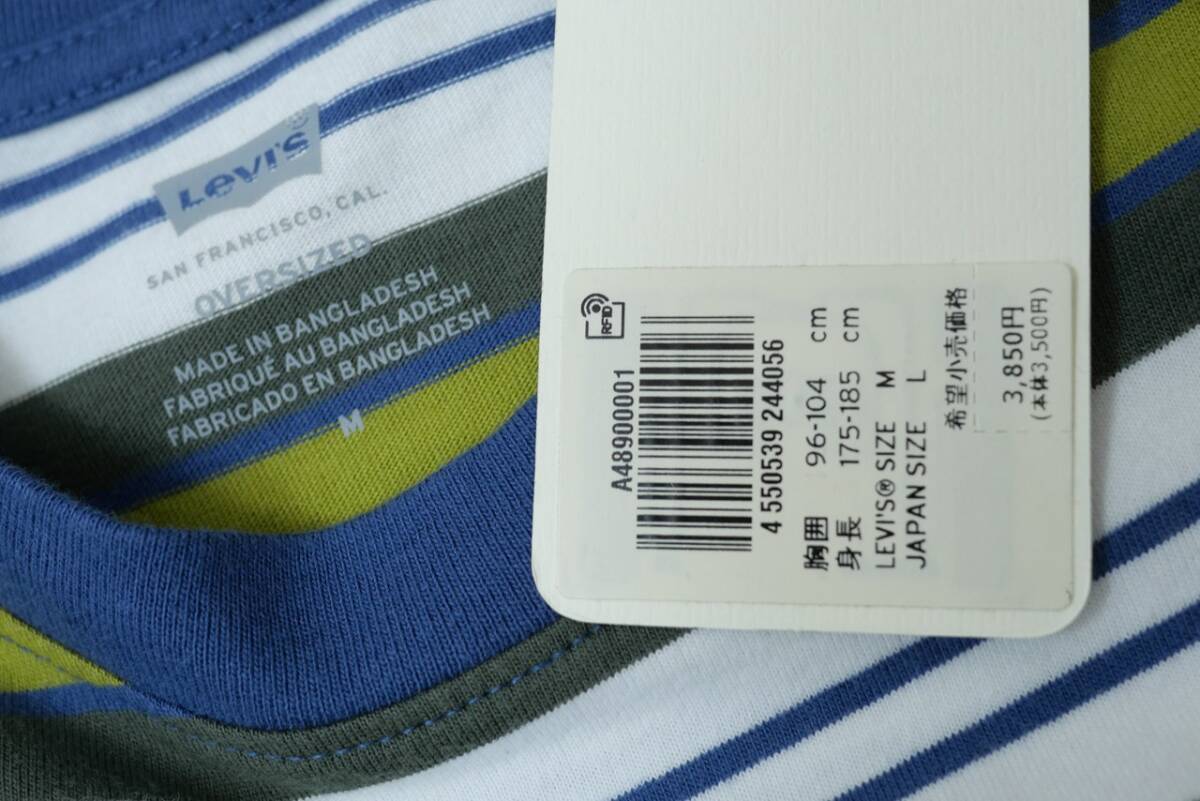 Levi's
SAN FRANCISCO, CAL.
OVERSIZED
MADE IN BANGLADESH
FABRIQUÉ AU BANGLADESH
FABRICADO EN BANGLADESH
M
RFID
A48900001
4 550539 244056
胸囲 96-104 cm
身長 175-185 cm
LEVI'S® SIZE M
JAPAN SIZE L
希望小売価格
3,850円
(本体3,500円)